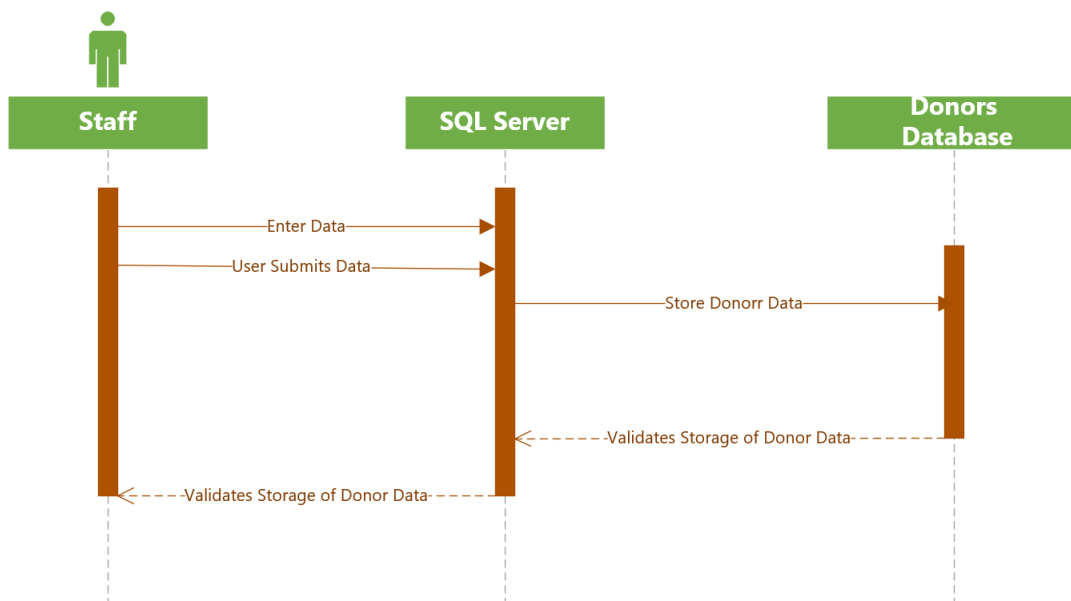 Staff
SQL Server
Donors
Database
Enter Data
User Submits Data
Store Donorr Data
Validates Storage of Donor Data
Validates Storage of Donor Data